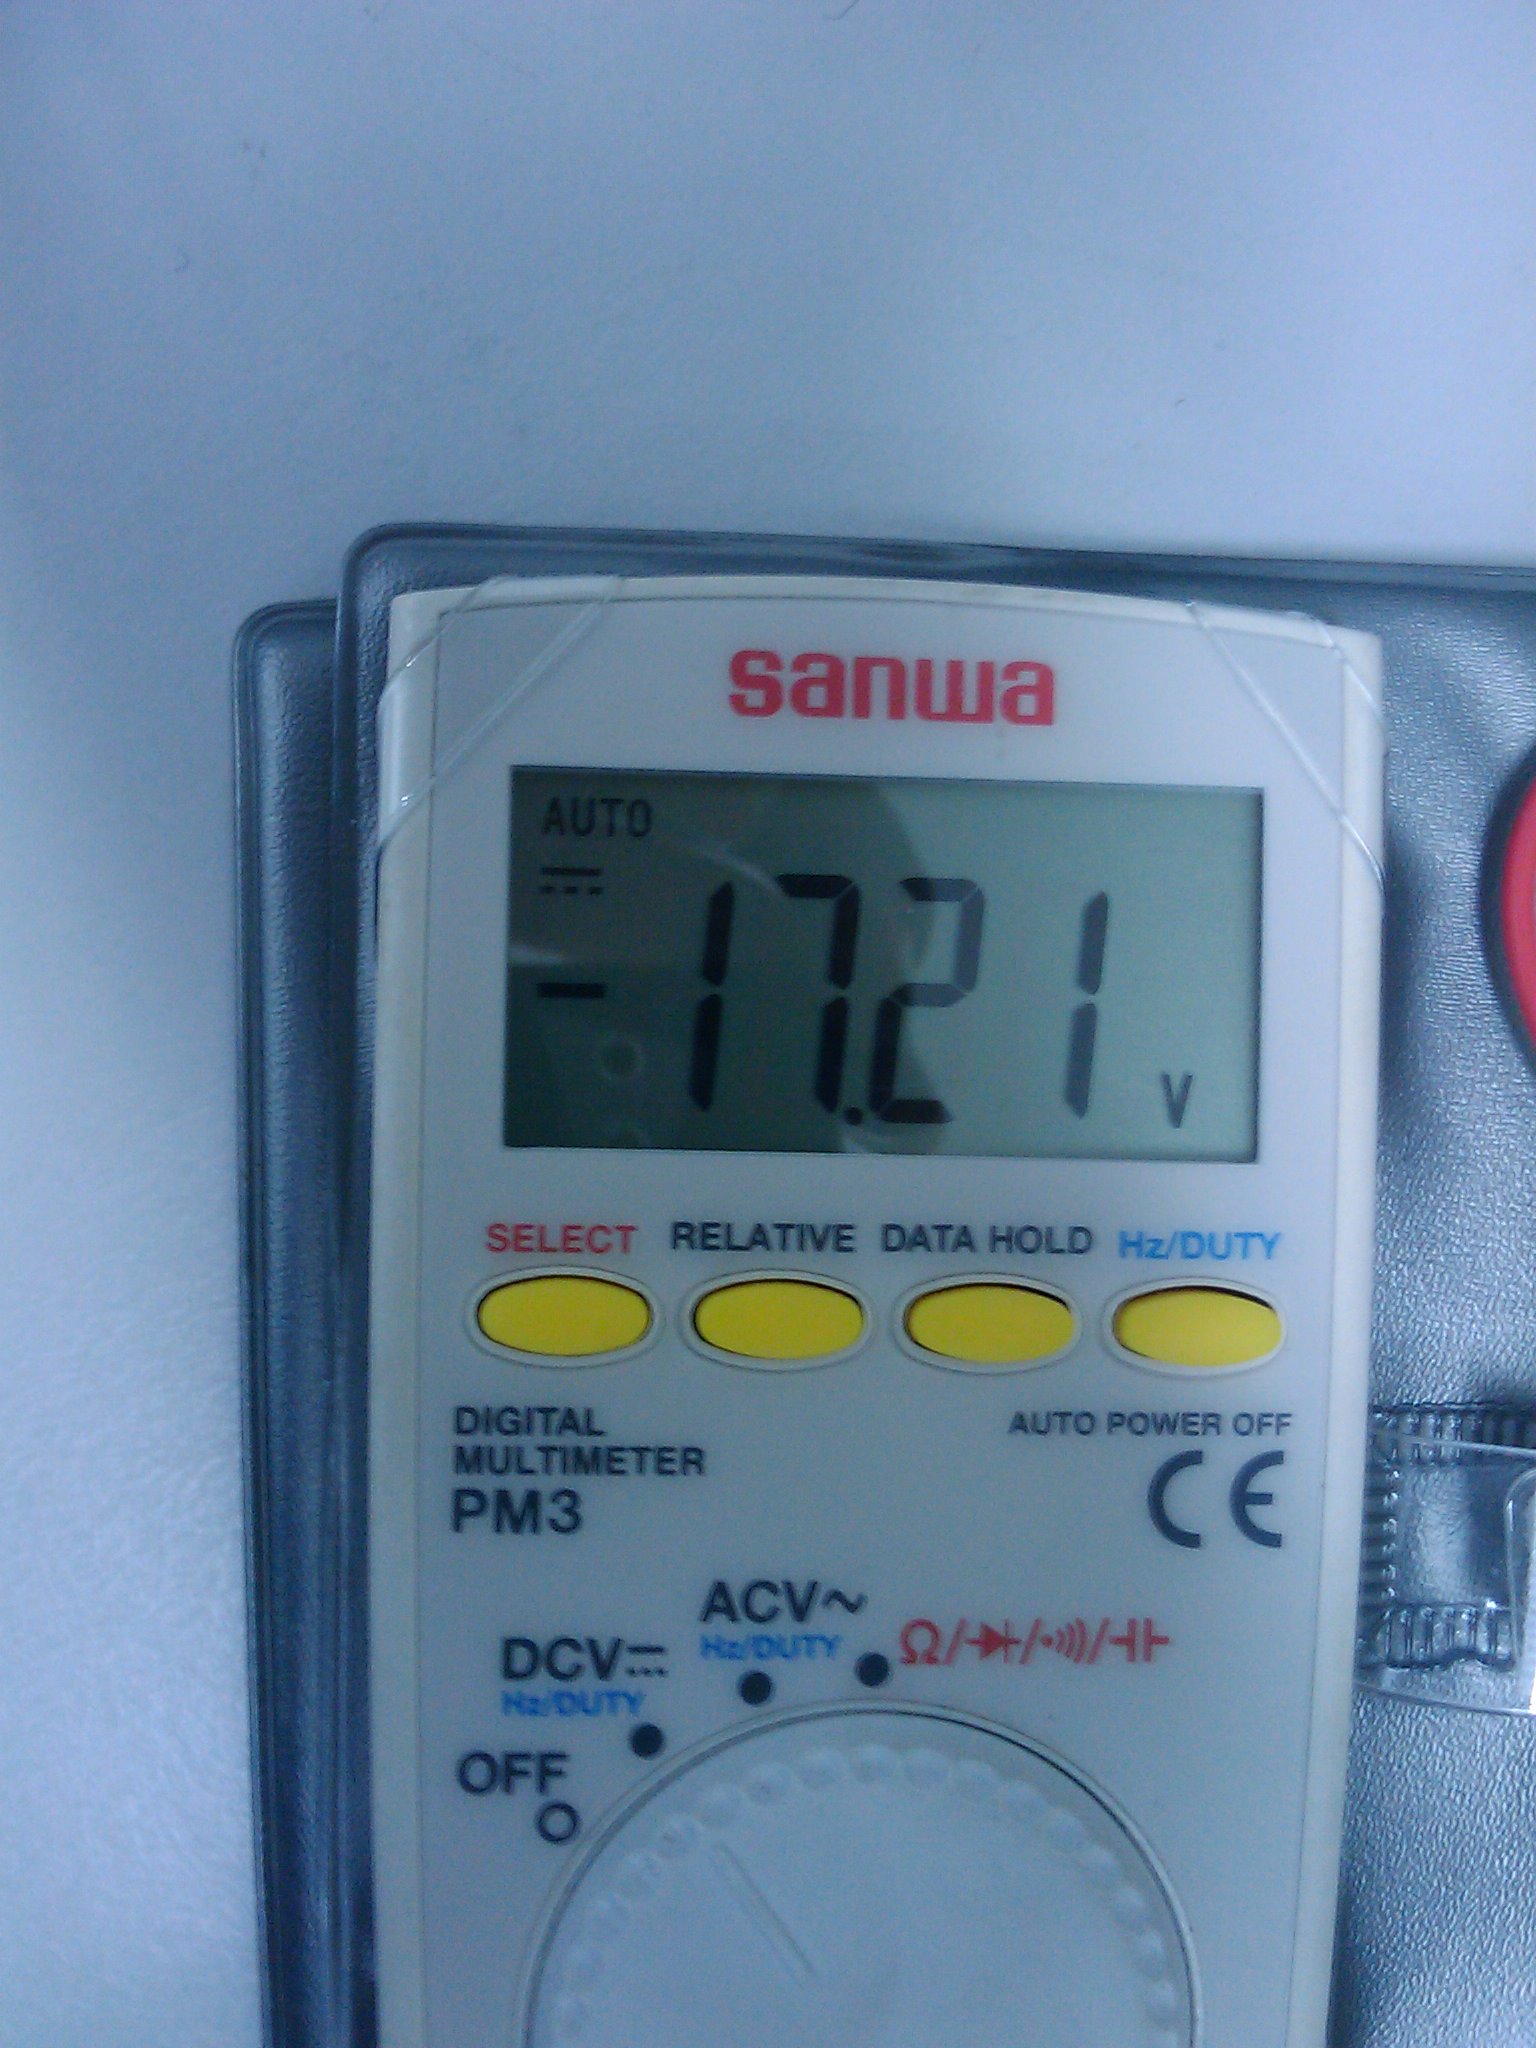 sanwa
AUTO
-17.21 V
SELECT RELATIVE DATA HOLD Hz/DUTY
DIGITAL
MULTIMETER
PM3
AUTO POWER OFF
CE
ACV~
Hz/DUTY
Ω/
DCV
Hz/DUTY
OFF